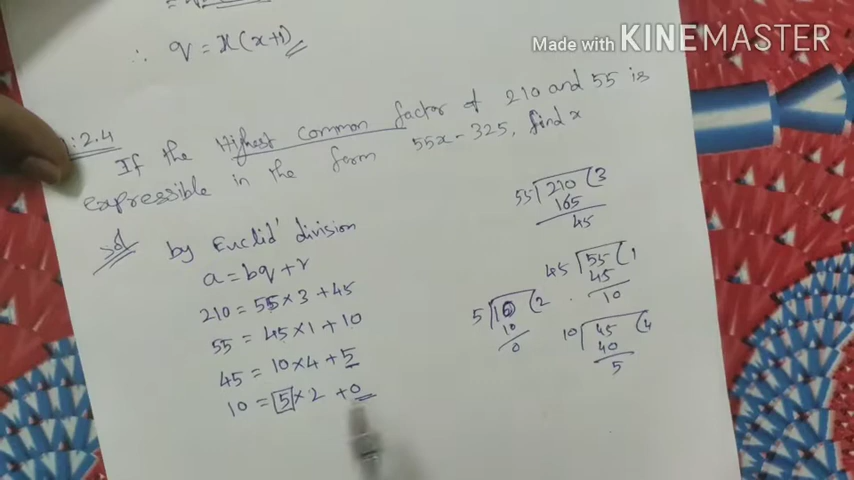 ∴ q = x(x+1)
Made with KINEMASTER
: 2.4
If the Highest common factor of 210 and 55 is
expressible in the form 55x - 325, find x
Sol
by Euclid' division
a = bq + r
210 = 55 × 3 + 45
55 = 45 × 1 + 10
45 = 10 × 4 + 5
10 = 5 × 2 + 0
55 210 3
165
45
45 55 1
45
10
5 10 2
10
0
10 45 4
40
5